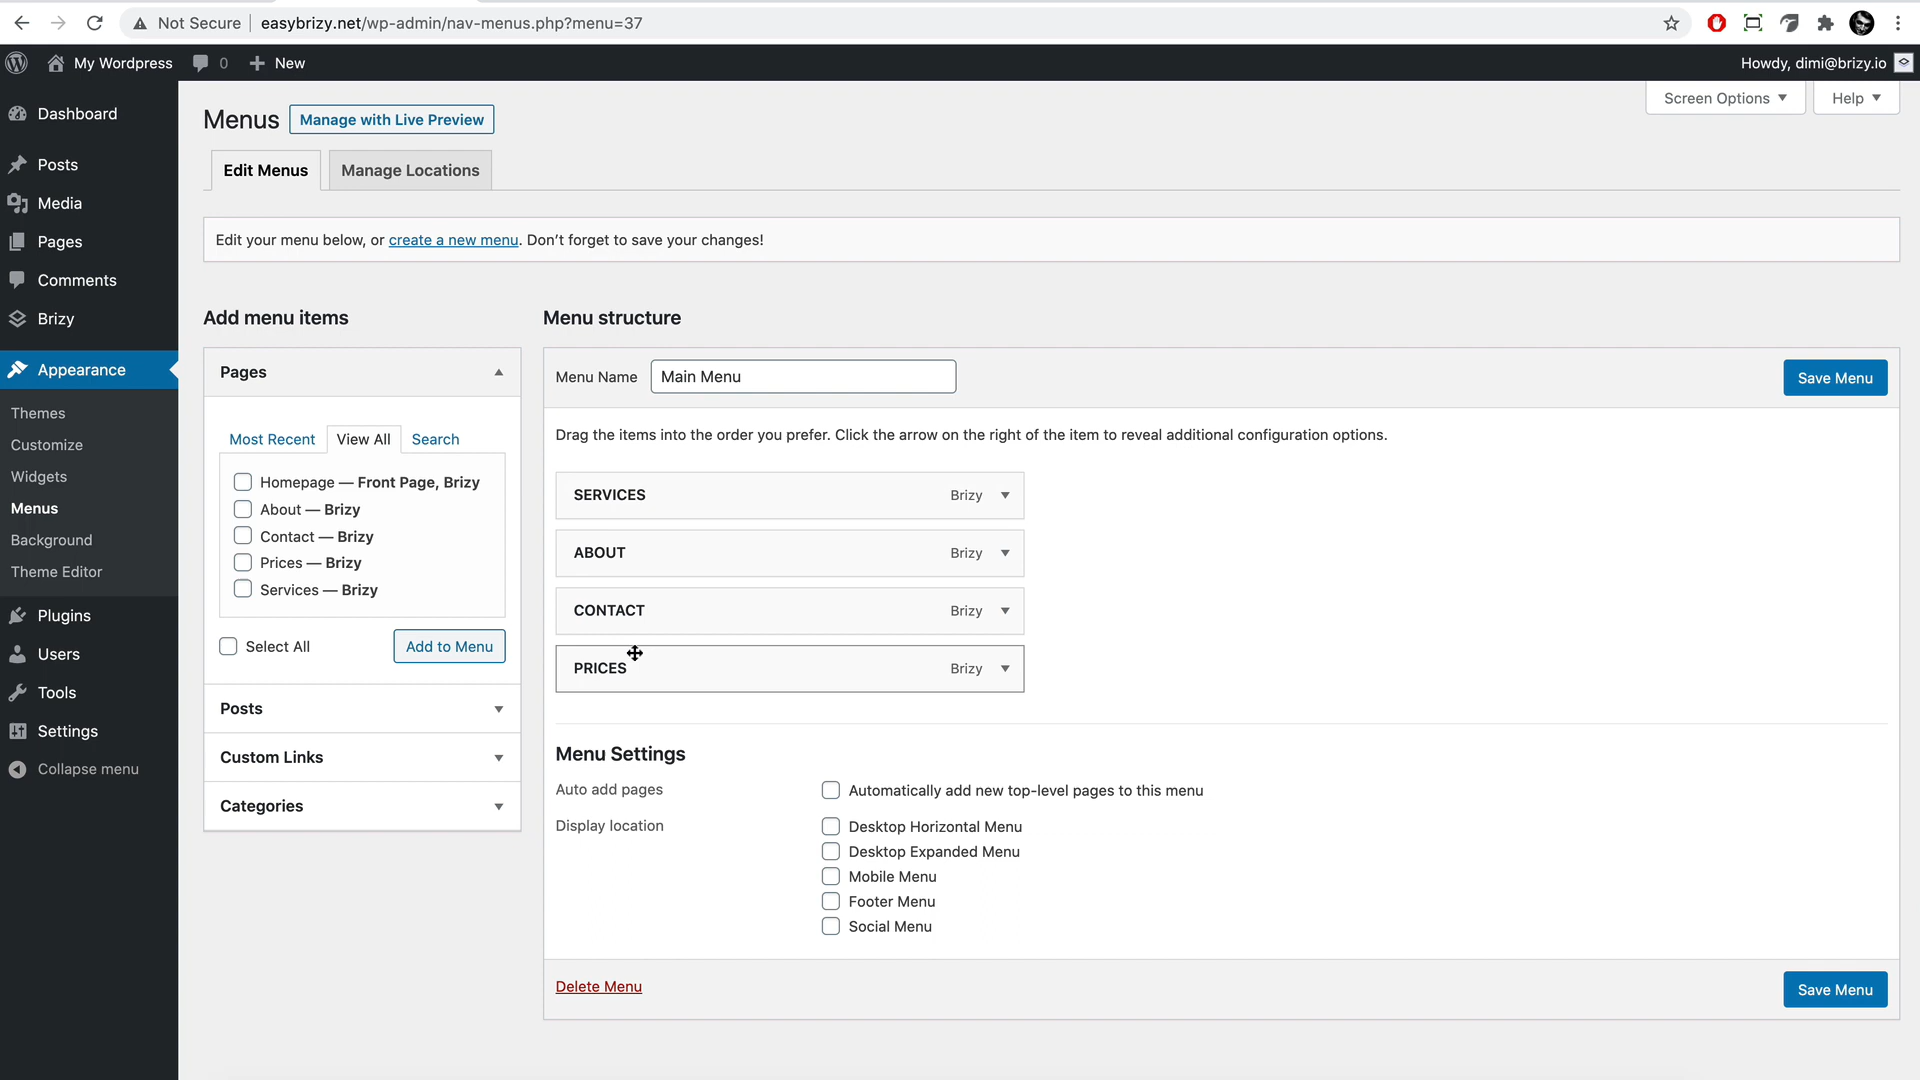 Not Secure easybrizy.net/wp-admin/nav-menus.php?menu=37
My Wordpress 0 New Howdy, dimi@brizy.io
Screen Options Help
Dashboard
Posts
Media
Pages
Comments
Brizy
Appearance
Themes
Customize
Widgets
Menus
Background
Theme Editor
Plugins
Users
Tools
Settings
Collapse menu
Menus Manage with Live Preview
Edit Menus Manage Locations
Edit your menu below, or create a new menu. Don’t forget to save your changes!
Add menu items
Pages
Most Recent View All Search
Homepage — Front Page, Brizy
About — Brizy
Contact — Brizy
Prices — Brizy
Services — Brizy
Select All Add to Menu
Posts
Custom Links
Categories
Menu structure
Menu Name Main Menu Save Menu
Drag the items into the order you prefer. Click the arrow on the right of the item to reveal additional configuration options.
SERVICES Brizy
ABOUT Brizy
CONTACT Brizy
PRICES Brizy
Menu Settings
Auto add pages Automatically add new top-level pages to this menu
Display location Desktop Horizontal Menu
Desktop Expanded Menu
Mobile Menu
Footer Menu
Social Menu
Delete Menu Save Menu